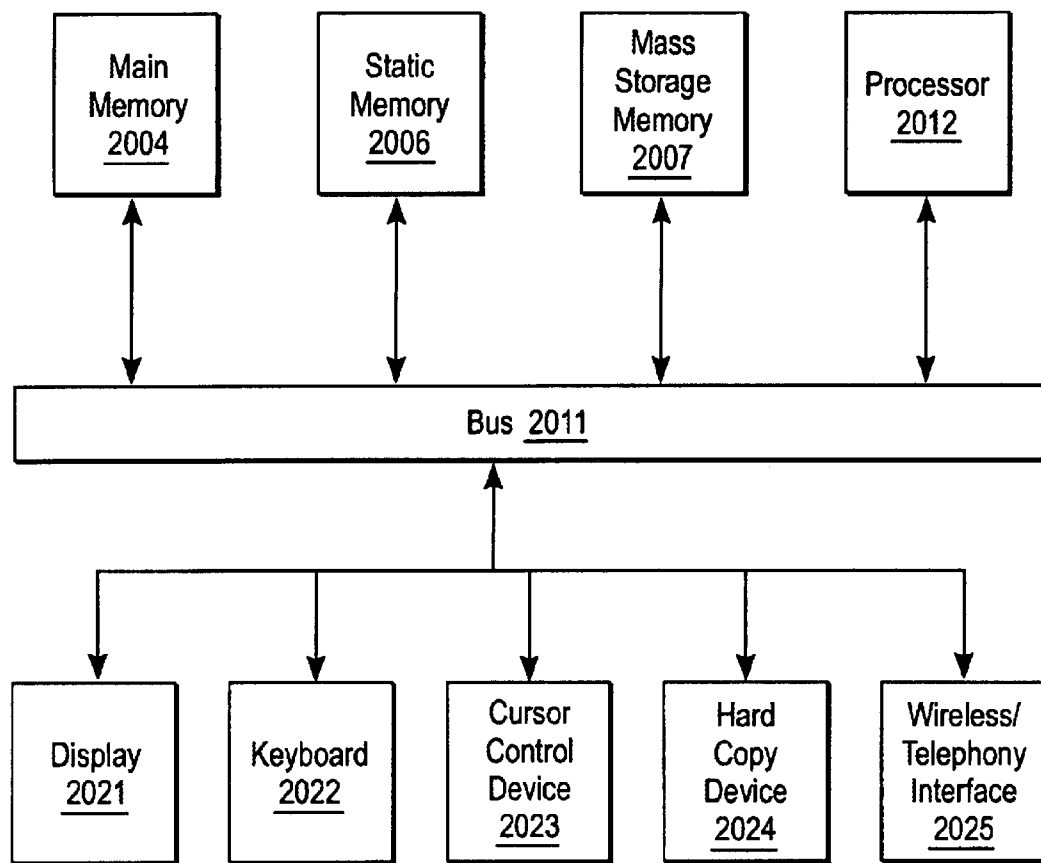 Main
Memory
2004
Static
Memory
2006
Mass
Storage
Memory
2007
Processor
2012
Bus 2011
Display
2021
Keyboard
2022
Cursor
Control
Device
2023
Hard
Copy
Device
2024
Wireless/
Telephony
Interface
2025